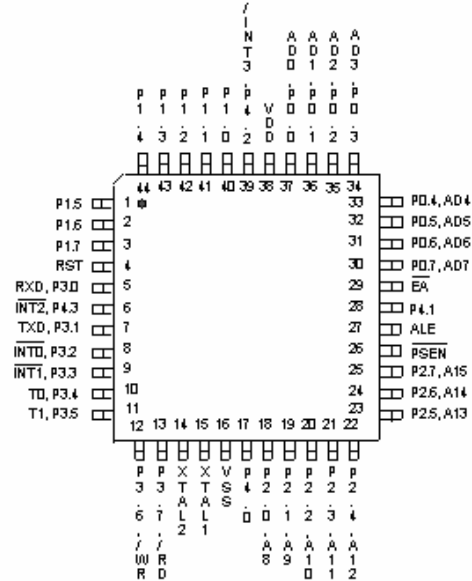 P1.4
P1.3
P1.2
P1.1
P1.0
/INT3,P4.2
VDD
AD0,P0.0
AD1,P0.1
AD2,P0.2
AD3,P0.3
44 43 42 41 40 39 38 37 36 35 34
P1.5 1
P1.6 2
P1.7 3
RST 4
RXD, P3.0 5
INT2, P4.3 6
TXD, P3.1 7
INT0, P3.2 8
INT1, P3.3 9
T0, P3.4 10
T1, P3.5 11
33 P0.4, AD4
32 P0.5, AD5
31 P0.6, AD6
30 P0.7, AD7
29 EA
28 P4.1
27 ALE
26 PSEN
25 P2.7, A15
24 P2.6, A14
23 P2.5, A13
12 13 14 15 16 17 18 19 20 21 22
P3.6,/WR
P3.7,/RD
XTAL2
XTAL1
VSS
P4.0
P2.0,A8
P2.1,A9
P2.2,A10
P2.3,A11
P2.4,A12